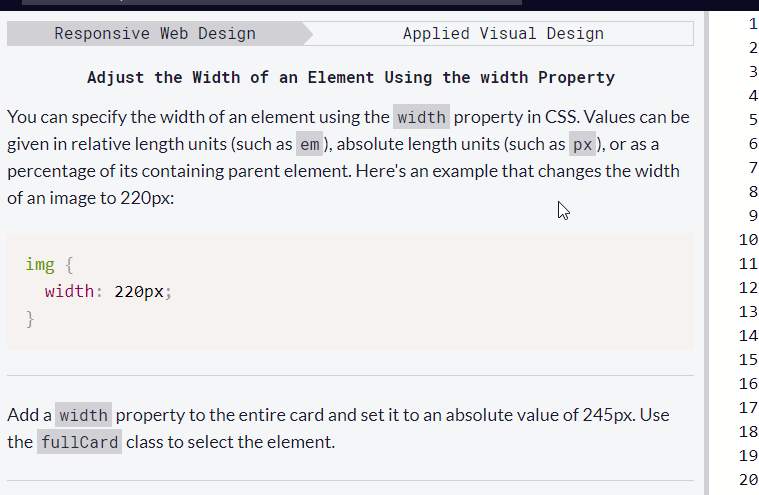 Responsive Web Design
Applied Visual Design
Adjust the Width of an Element Using the width Property
You can specify the width of an element using the width property in CSS. Values can be
given in relative length units (such as em), absolute length units (such as px), or as a
percentage of its containing parent element. Here's an example that changes the width
of an image to 220px:
img {
width: 220px;
}
Add a width property to the entire card and set it to an absolute value of 245px. Use
the fullCard class to select the element.
1
2
3
4
5
6
7
8
9
10
11
12
13
14
15
16
17
18
19
20